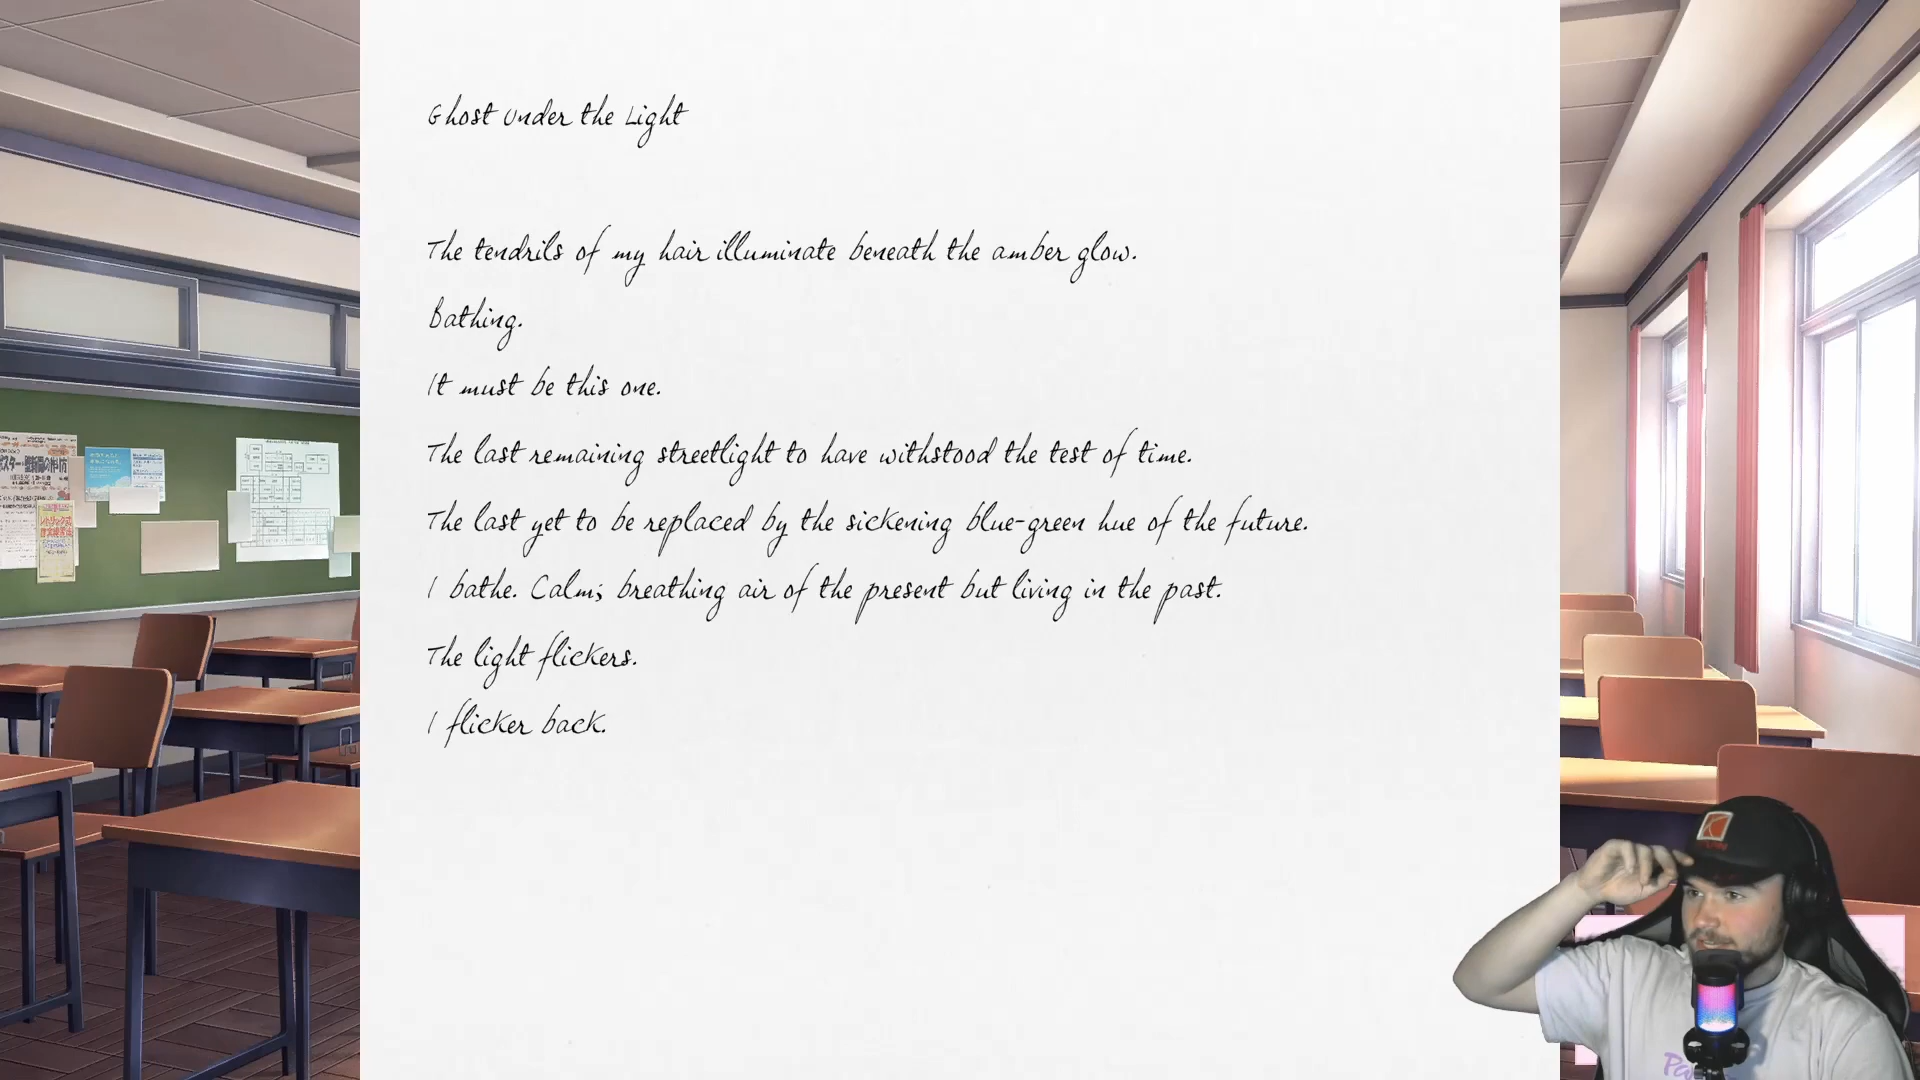 Ghost Under the Light
The tendrils of my hair illuminate beneath the amber glow.
Bathing.
It must be this one.
The last remaining streetlight to have withstood the test of time.
The last yet to be replaced by the sickening blue-green hue of the future.
I bathe. Calm; breathing air of the present but living in the past.
The light flickers.
I flicker back.